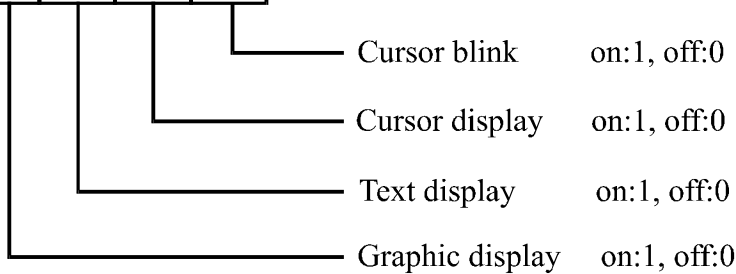 Cursor blink on:1, off:0
Cursor display on:1, off:0
Text display on:1, off:0
Graphic display on:1, off:0